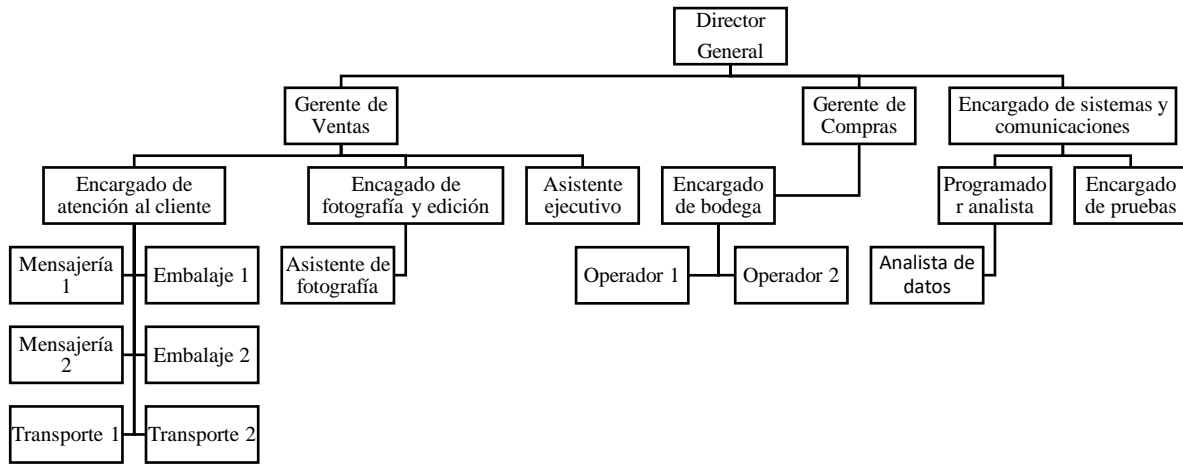 Director
General
Gerente de
Ventas
Gerente de
Compras
Encargado de sistemas y
comunicaciones
Encargado de
atención al cliente
Encagado de
fotografía y edición
Asistente
ejecutivo
Encargado
de bodega
Programado
r analista
Encargado
de pruebas
Mensajería
1
Embalaje 1
Asistente de
fotografía
Operador 1
Operador 2
Analista de
datos
Mensajería
2
Embalaje 2
Transporte 1
Transporte 2